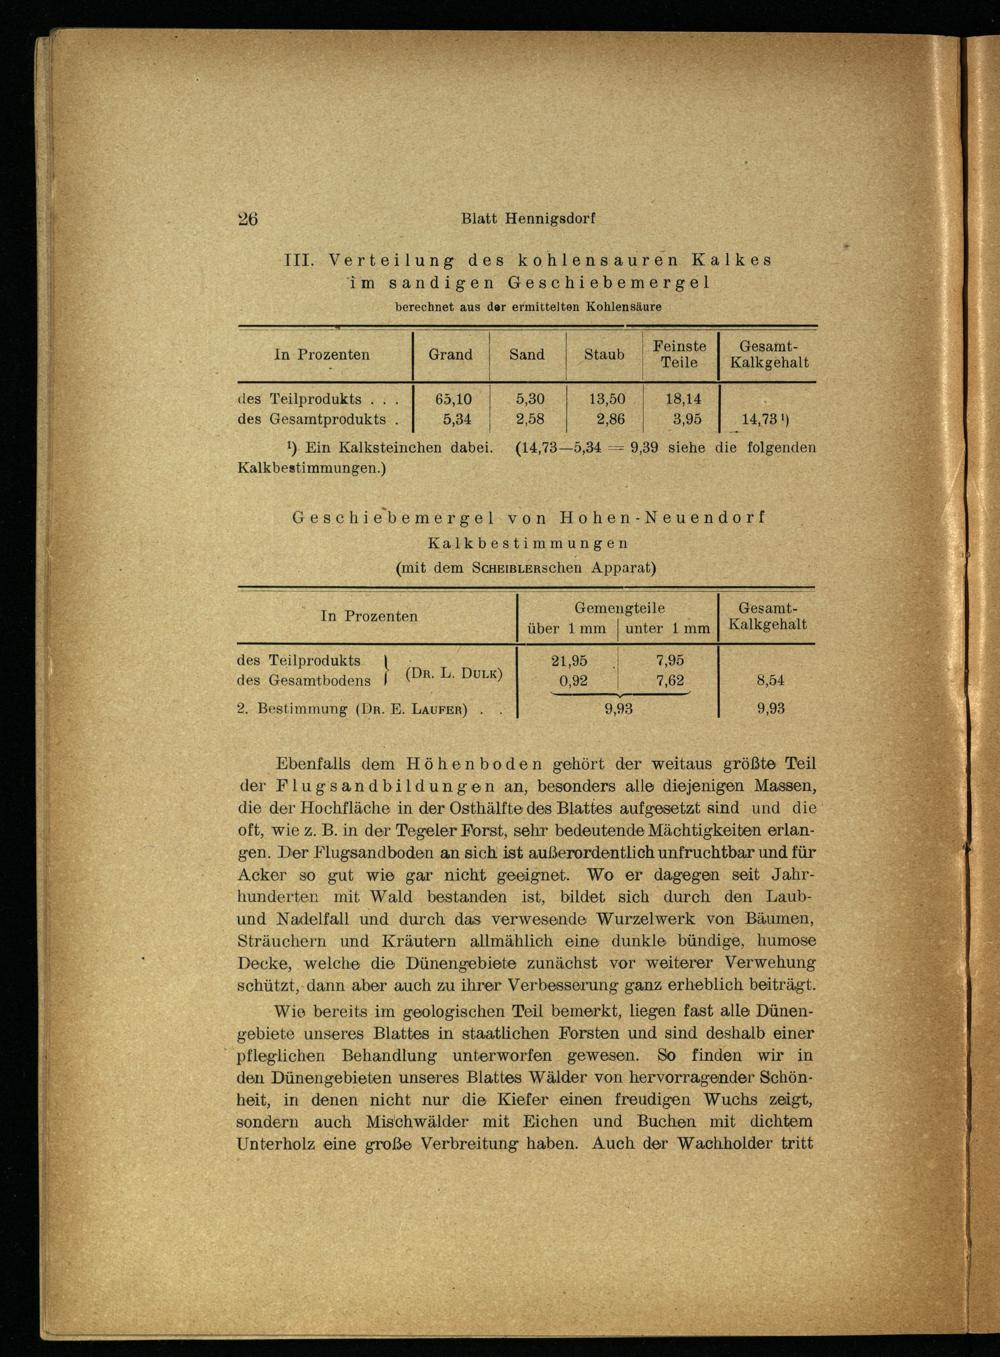 26
Blatt Hennigsdorf
III. Verteilung des kohlensauren Kalkes
im sandigen Geschiebemergel
berechnet aus der ermittelten Kohlensäure
In Prozenten | Grand | Sand | Staub | Feinste Teile | Gesamt-Kalkgehalt
des Teilprodukts . . . | 65,10 | 5,30 | 13,50 | 18,14
des Gesamtprodukts . | 5,34 | 2,58 | 2,86 | 3,95 | 14,73 ¹)
¹) Ein Kalksteinchen dabei. (14,73—5,34 = 9,39 siehe die folgenden
Kalkbestimmungen.)
Geschiebemergel von Hohen-Neuendorf
Kalkbestimmungen
(mit dem SCHEIBLERschen Apparat)
In Prozenten | Gemengteile | Gesamt-Kalkgehalt
über 1 mm | unter 1 mm
des Teilprodukts } (DR. L. DULK) | 21,95 | 7,95
des Gesamtbodens } | 0,92 | 7,62 | 8,54
2. Bestimmung (DR. E. LAUFER) . . | 9,93 | 9,93
Ebenfalls dem Höhenboden gehört der weitaus größte Teil
der Flugsandbildungen an, besonders alle diejenigen Massen,
die der Hochfläche in der Osthälfte des Blattes aufgesetzt sind und die
oft, wie z. B. in der Tegeler Forst, sehr bedeutende Mächtigkeiten erlan-
gen. Der Flugsandboden an sich ist außerordentlich unfruchtbar und für
Acker so gut wie gar nicht geeignet. Wo er dagegen seit Jahr-
hunderten mit Wald bestanden ist, bildet sich durch den Laub-
und Nadelfall und durch das verwesende Wurzelwerk von Bäumen,
Sträuchern und Kräutern allmählich eine dunkle bündige, humose
Decke, welche die Dünengebiete zunächst vor weiterer Verwehung
schützt, dann aber auch zu ihrer Verbesserung ganz erheblich beiträgt.
Wie bereits im geologischen Teil bemerkt, liegen fast alle Dünen-
gebiete unseres Blattes in staatlichen Forsten und sind deshalb einer
pfleglichen Behandlung unterworfen gewesen. So finden wir in
den Dünengebieten unseres Blattes Wälder von hervorragender Schön-
heit, in denen nicht nur die Kiefer einen freudigen Wuchs zeigt,
sondern auch Mischwälder mit Eichen und Buchen mit dichtem
Unterholz eine große Verbreitung haben. Auch der Wachholder tritt